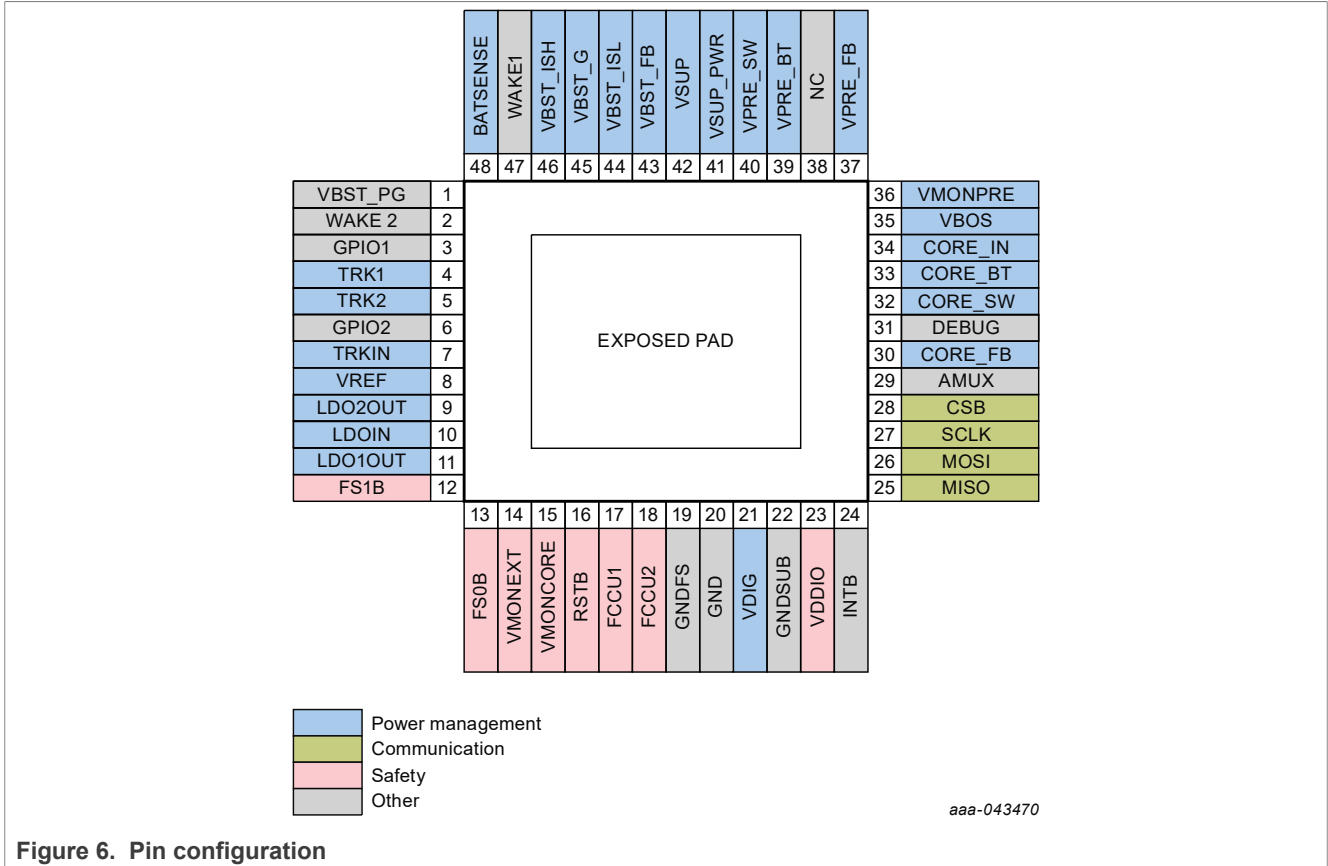 BATSENSE
WAKE1
VBST_ISH
VBST_G
VBST_ISL
VBST_FB
VSUP
VSUP_PWR
VPRE_SW
VPRE_BT
NC
VPRE_FB
48 47 46 45 44 43 42 41 40 39 38 37
VBST_PG 1
WAKE 2 2
GPIO1 3
TRK1 4
TRK2 5
GPIO2 6
TRKIN 7
VREF 8
LDO2OUT 9
LDOIN 10
LDO1OUT 11
FS1B 12
EXPOSED PAD
36 VMONPRE
35 VBOS
34 CORE_IN
33 CORE_BT
32 CORE_SW
31 DEBUG
30 CORE_FB
29 AMUX
28 CSB
27 SCLK
26 MOSI
25 MISO
13 14 15 16 17 18 19 20 21 22 23 24
FS0B
VMONEXT
VMONCORE
RSTB
FCCU1
FCCU2
GNDFS
GND
VDIG
GNDSUB
VDDIO
INTB
Power management
Communication
Safety
Other
aaa-043470
Figure 6. Pin configuration